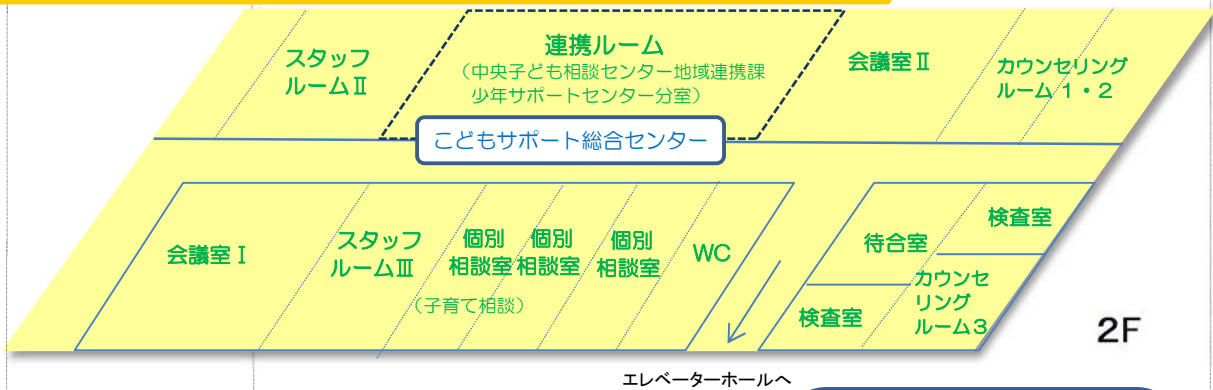 スタッフ
ルームⅡ
連携ルーム
（中央子ども相談センター地域連携課
少年サポートセンター分室）
会議室Ⅱ
カウンセリング
ルーム １・２
こどもサポート総合センター
会議室Ⅰ
スタッフ
ルームⅢ
個別
相談室
個別
相談室
個別
相談室
（子育て相談）
WC
待合室
検査室
検査室
カウンセ
リング
ルーム３
2F
エレベーターホールへ